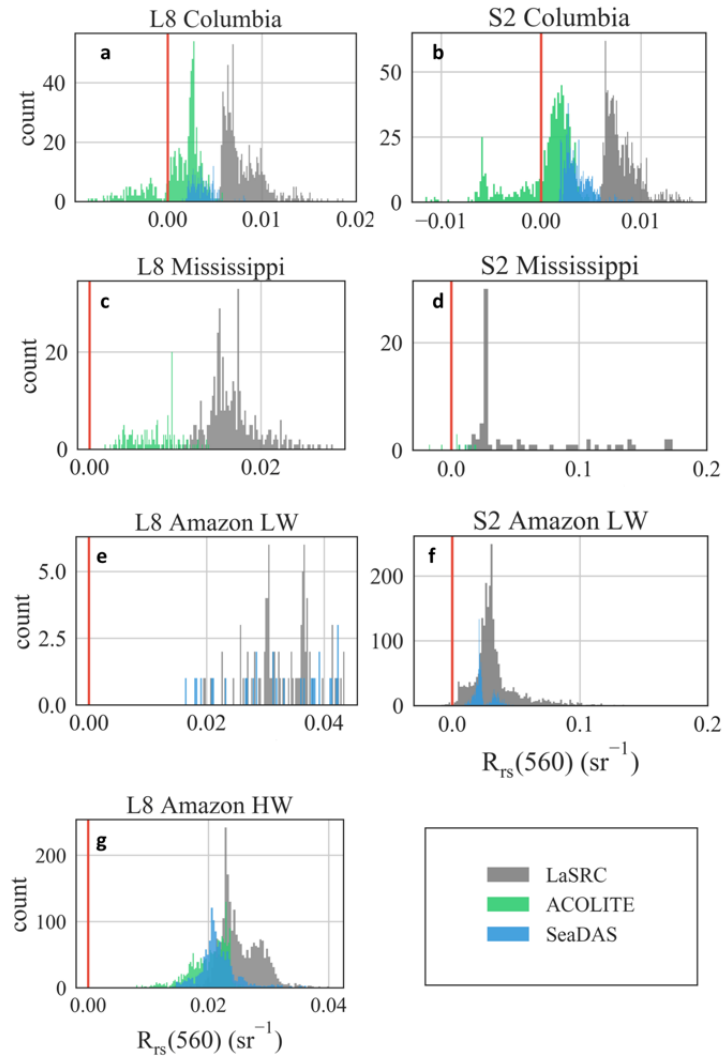 L8 Columbia
a
count
40
20
0
0.00
0.01
0.02
S2 Columbia
b
50
25
0
−0.01
0.00
0.01
L8 Mississippi
c
count
20
0
0.00
0.02
S2 Mississippi
d
20
0
0.0
0.1
0.2
L8 Amazon LW
e
count
5.0
2.5
0.0
0.00
0.02
0.04
S2 Amazon LW
f
200
100
0
0.0
0.1
0.2
Rrs(560) (sr−1)
L8 Amazon HW
g
count
200
100
0
0.00
0.02
0.04
Rrs(560) (sr−1)
LaSRC
ACOLITE
SeaDAS